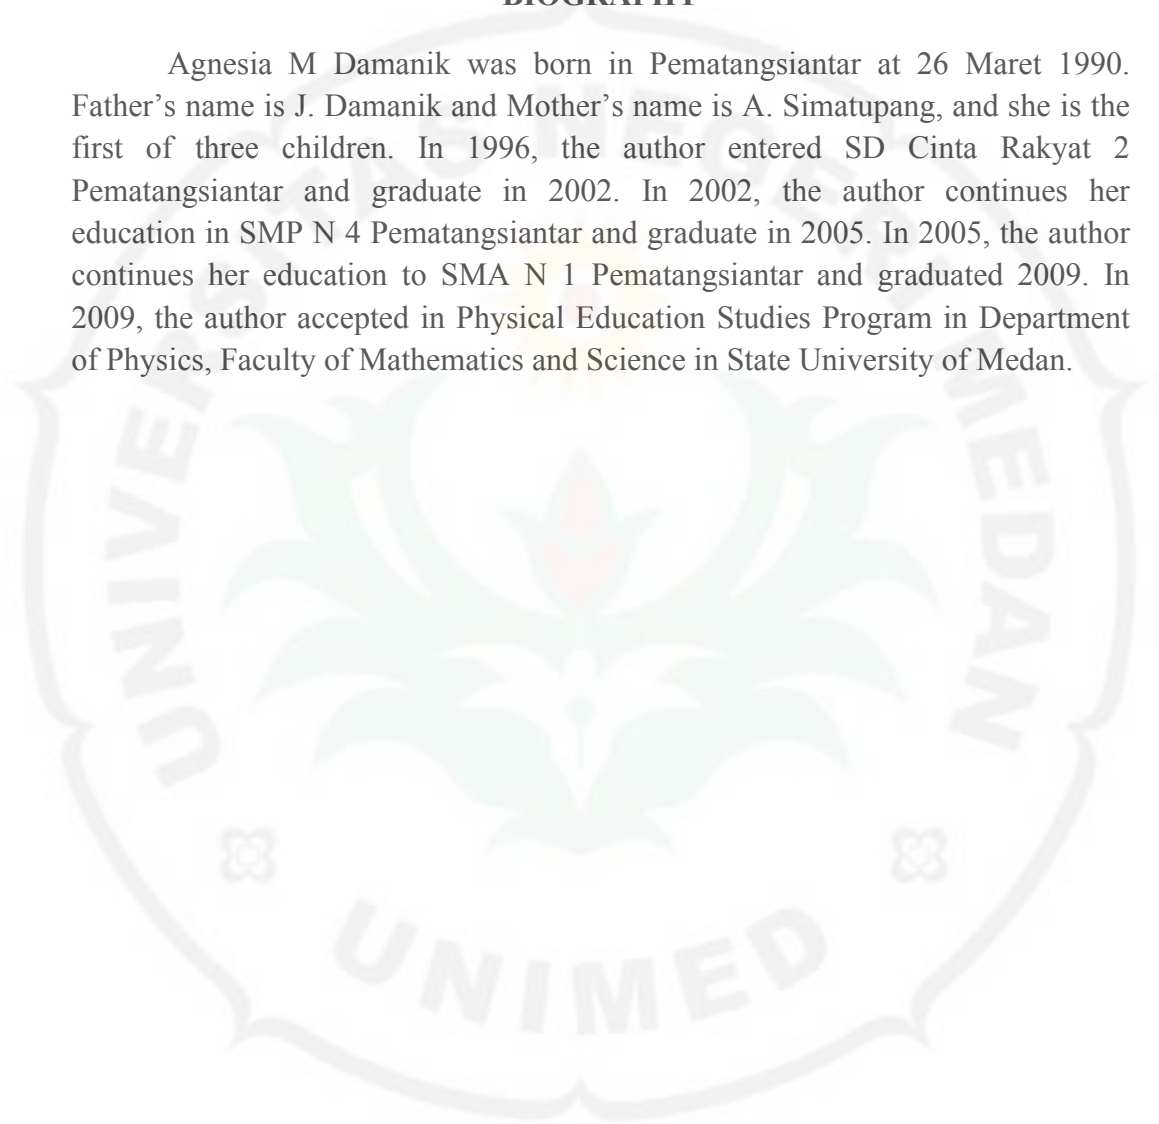 BIOGRAPHY
Agnesia M Damanik was born in Pematangsiantar at 26 Maret 1990.
Father’s name is J. Damanik and Mother’s name is A. Simatupang, and she is the
first of three children. In 1996, the author entered SD Cinta Rakyat 2
Pematangsiantar and graduate in 2002. In 2002, the author continues her
education in SMP N 4 Pematangsiantar and graduate in 2005. In 2005, the author
continues her education to SMA N 1 Pematangsiantar and graduated 2009. In
2009, the author accepted in Physical Education Studies Program in Department
of Physics, Faculty of Mathematics and Science in State University of Medan.
UNIVERSITAS NEGERI MEDAN
UNIMED